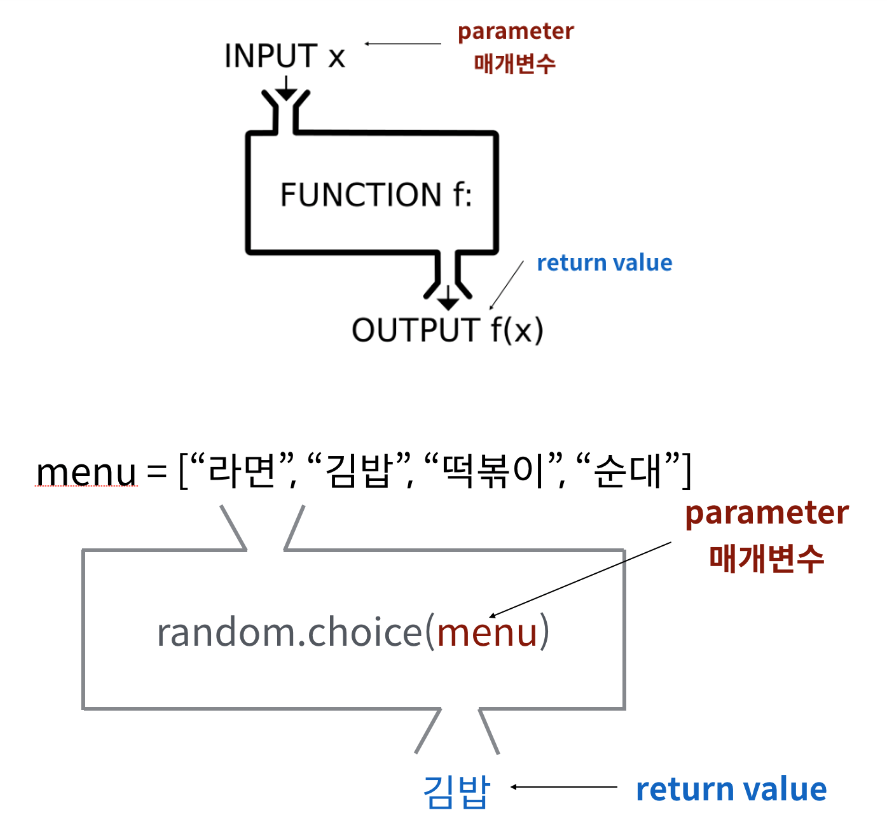 parameter
매개변수
INPUT x
FUNCTION f:
return value
OUTPUT f(x)
menu = [“라면”, “김밥”, “떡볶이”, “순대”]
parameter
매개변수
random.choice(menu)
김밥
return value